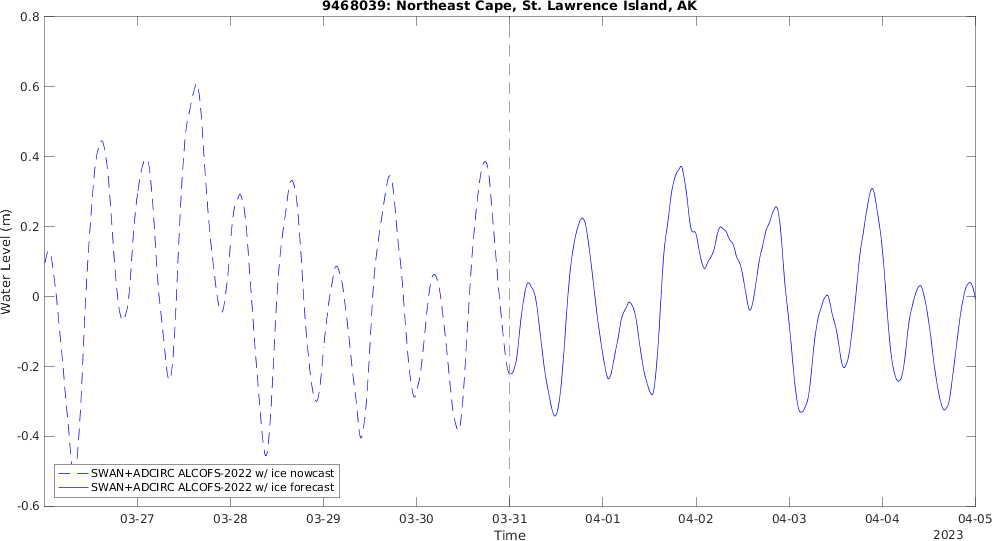 9468039: Northeast Cape, St. Lawrence Island, AK
0.8
0.6
0.4
0.2
0
-0.2
-0.4
-0.6
Water Level (m)
SWAN+ADCIRC ALCOFS-2022 w/ ice nowcast
SWAN+ADCIRC ALCOFS-2022 w/ ice forecast
03-27 03-28 03-29 03-30 03-31 04-01 04-02 04-03 04-04 04-05
Time
2023